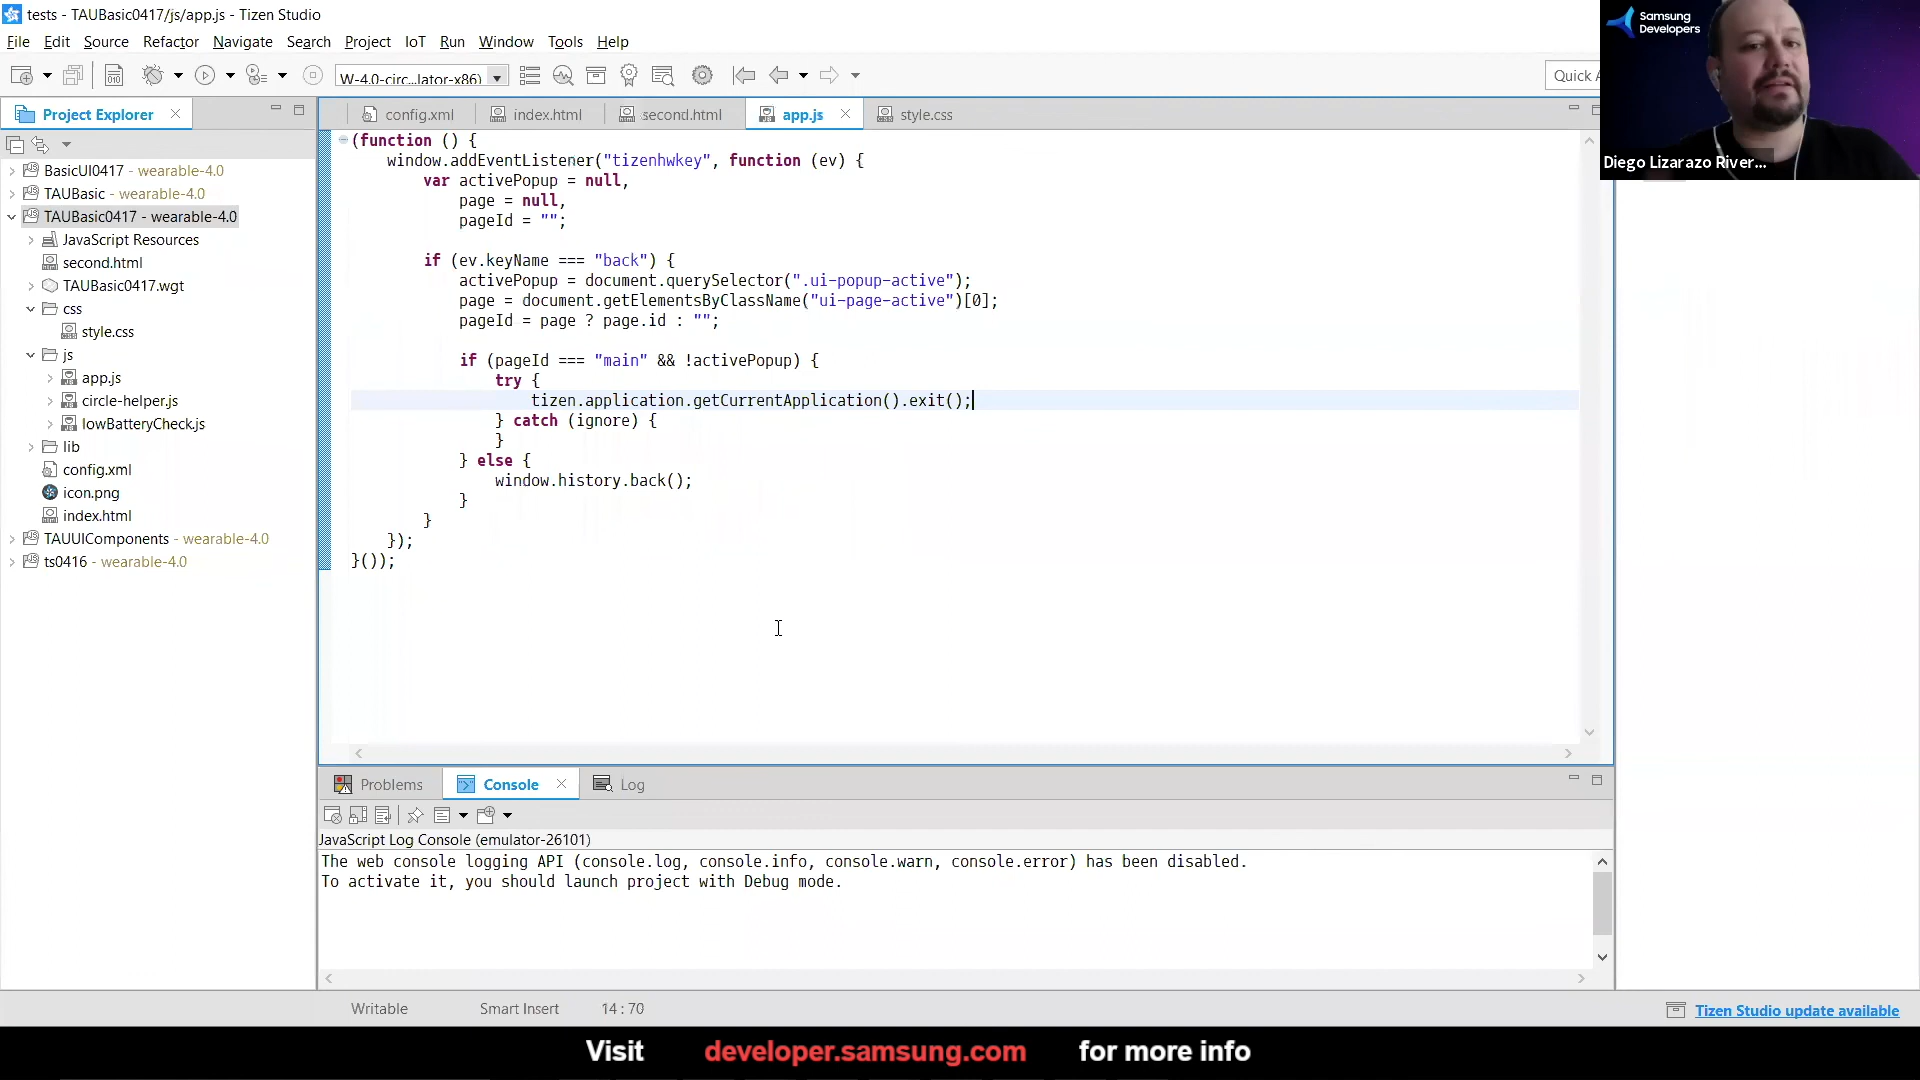 tests - TAUBasic0417/js/app.js - Tizen Studio
File Edit Source Refactor Navigate Search Project IoT Run Window Tools Help
W-4.0-circ...lator-x86)
Quick A
Samsung
Developers
Diego Lizarazo River...
Project Explorer
config.xml
index.html
second.html
app.js
style.css
BasicUI0417 - wearable-4.0
TAUBasic - wearable-4.0
TAUBasic0417 - wearable-4.0
JavaScript Resources
second.html
TAUBasic0417.wgt
css
style.css
js
app.js
circle-helper.js
lowBatteryCheck.js
lib
config.xml
icon.png
index.html
TAUUIComponents - wearable-4.0
ts0416 - wearable-4.0
(function () {
window.addEventListener("tizenhwkey", function (ev) {
var activePopup = null,
page = null,
pageId = "";
if (ev.keyName === "back") {
activePopup = document.querySelector(".ui-popup-active");
page = document.getElementsByClassName("ui-page-active")[0];
pageId = page ? page.id : "";
if (pageId === "main" && !activePopup) {
try {
tizen.application.getCurrentApplication().exit();
} catch (ignore) {
}
} else {
window.history.back();
}
}
});
}());
Problems
Console
Log
JavaScript Log Console (emulator-26101)
The web console logging API (console.log, console.info, console.warn, console.error) has been disabled.
To activate it, you should launch project with Debug mode.
Writable
Smart Insert
14 : 70
Tizen Studio update available
Visit developer.samsung.com for more info